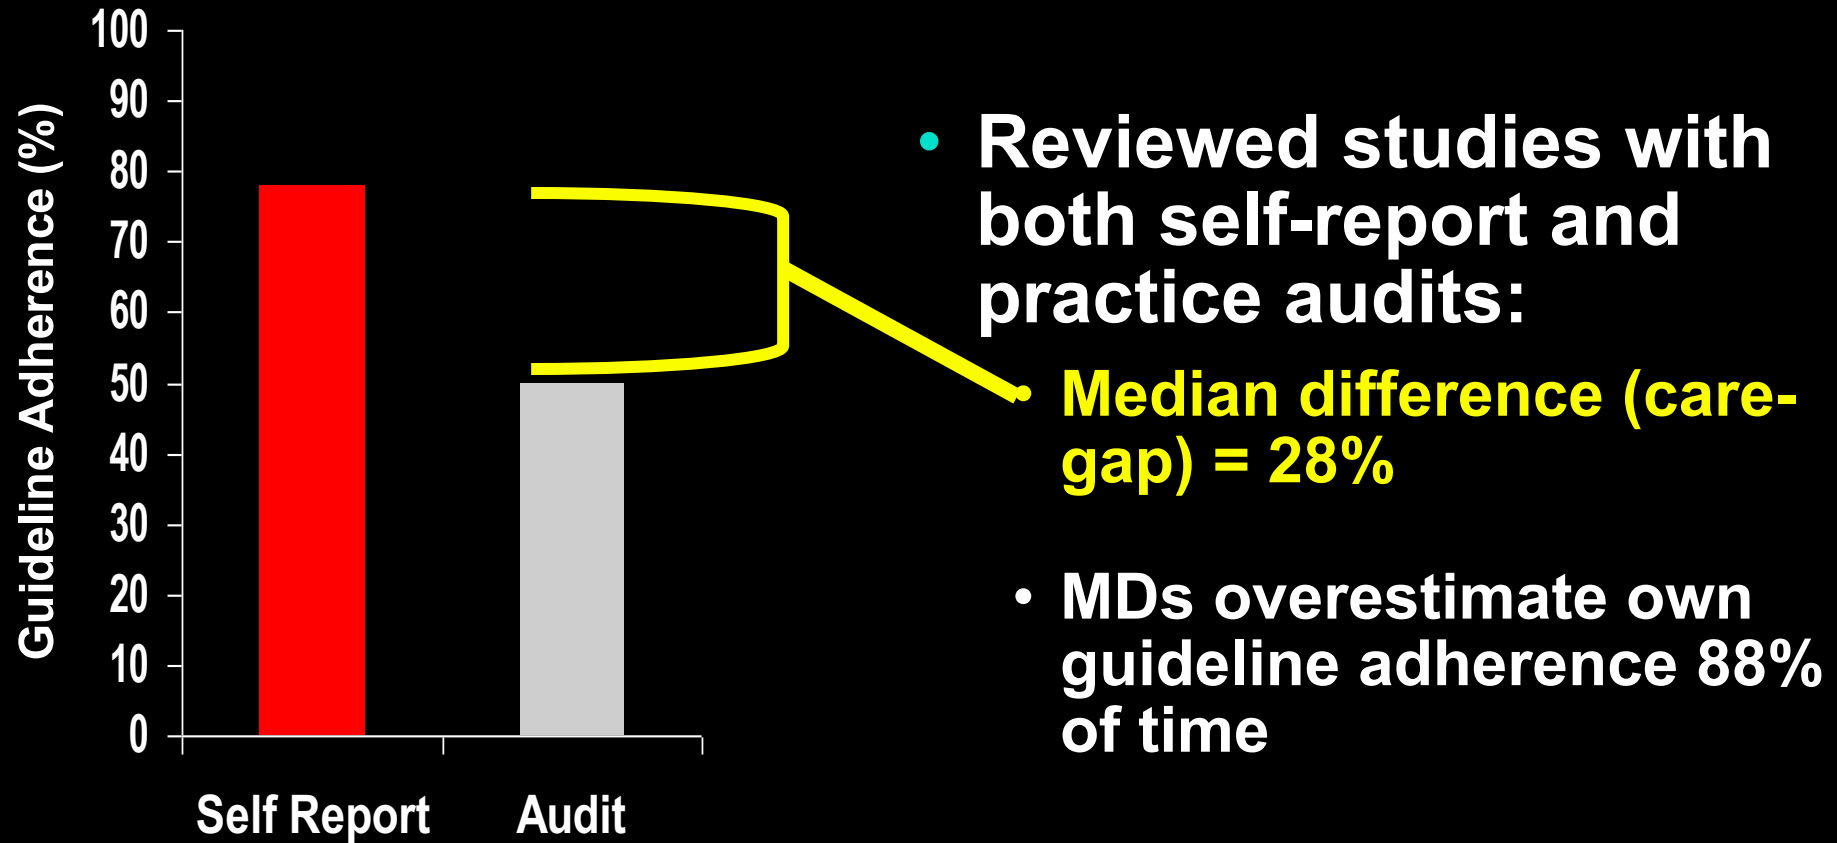 100
90
80
70
60
50
40
30
20
10
0
Guideline Adherence (%)
Self Report
Audit
• Reviewed studies with
both self-report and
practice audits:
• Median difference (care-
gap) = 28%
• MDs overestimate own
guideline adherence 88%
of time